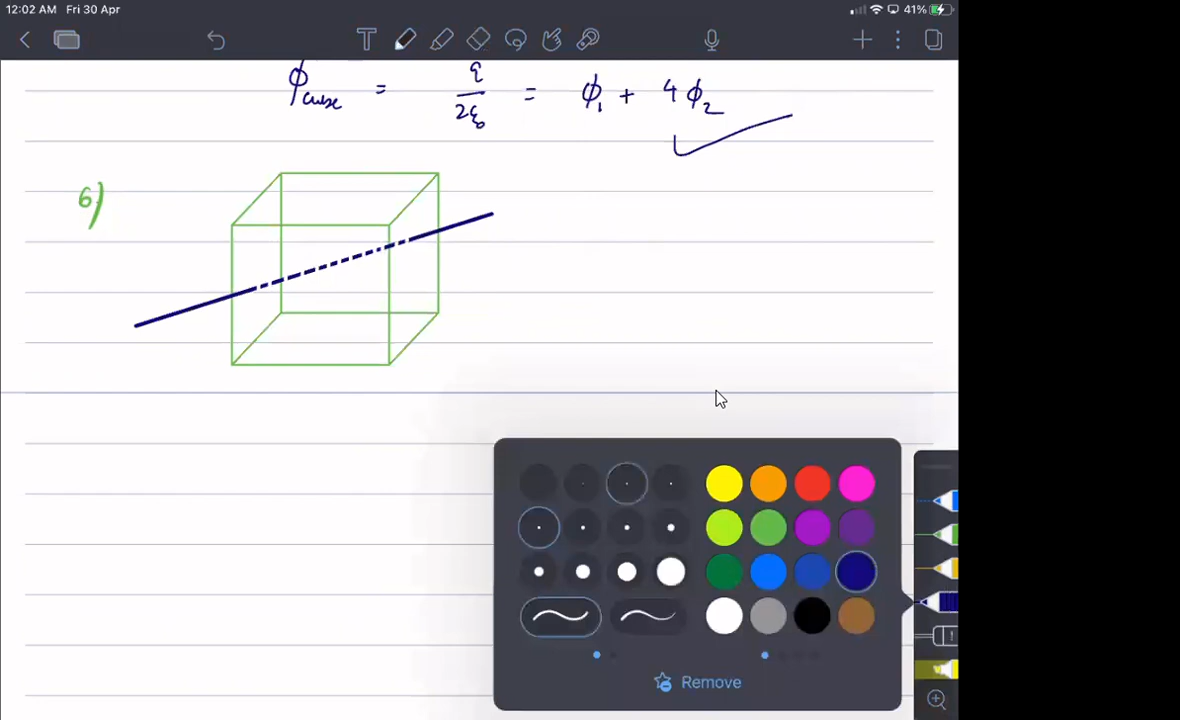 12:02 AM Fri 30 Apr 41%
T
ϕcube = q/2ε₀ = ϕ₁ + 4ϕ₂
6)
Remove